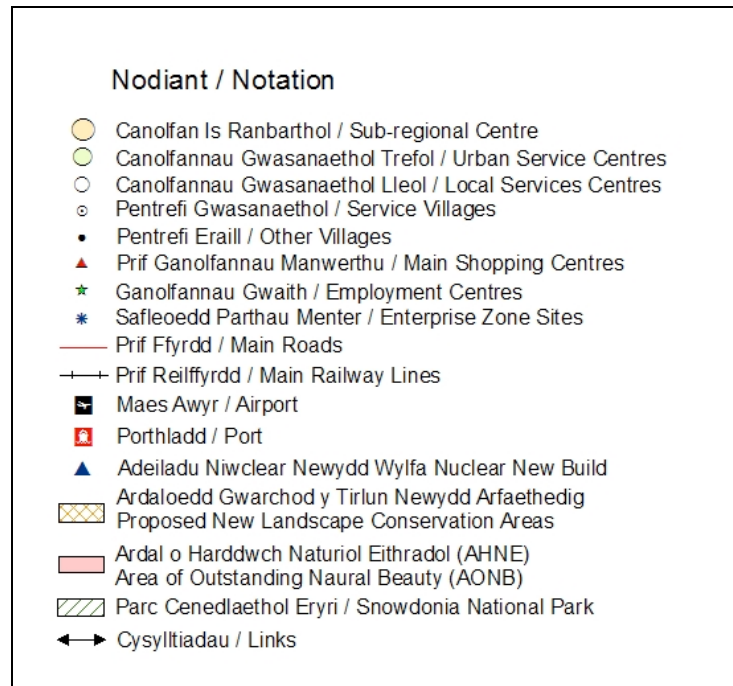 Nodiant / Notation
Canolfan Is Ranbarthol / Sub-regional Centre
Canolfannau Gwasanaethol Trefol / Urban Service Centres
Canolfannau Gwasanaethol Lleol / Local Services Centres
Pentrefi Gwasanaethol / Service Villages
Pentrefi Eraill / Other Villages
Prif Ganolfannau Manwerthu / Main Shopping Centres
Ganolfannau Gwaith / Employment Centres
Safleoedd Parthau Menter / Enterprise Zone Sites
Prif Ffyrdd / Main Roads
Prif Reilffyrdd / Main Railway Lines
Maes Awyr / Airport
Porthladd / Port
Adeiladu Niwclear Newydd Wylfa Nuclear New Build
Ardaloedd Gwarchod y Tirlun Newydd Arfaethedig
Proposed New Landscape Conservation Areas
Ardal o Harddwch Naturiol Eithradol (AHNE)
Area of Outstanding Naural Beauty (AONB)
Parc Cenedlaethol Eryri / Snowdonia National Park
Cysylltiadau / Links